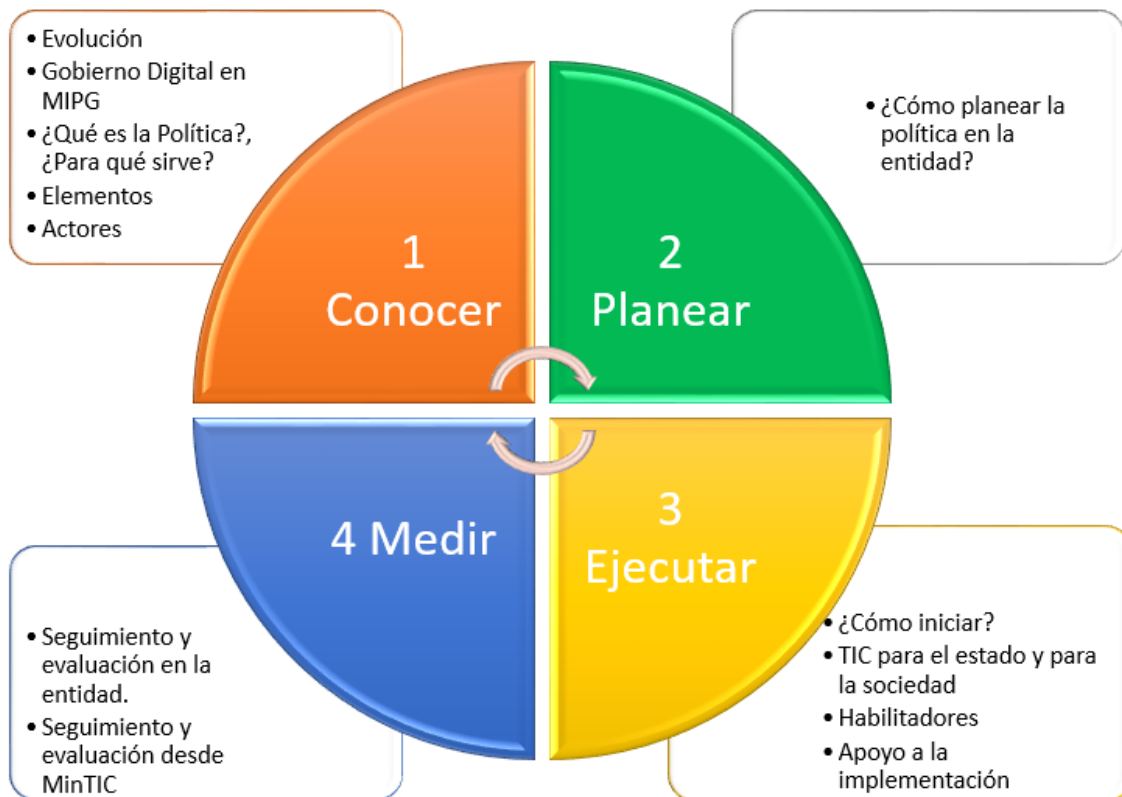 • Evolución
• Gobierno Digital en
MIPG
• ¿Qué es la Política?,
¿Para qué sirve?
• Elementos
• Actores
• ¿Cómo planear la
política en la
entidad?
1
Conocer
2
Planear
4 Medir
3
Ejecutar
• Seguimiento y
evaluación en la
entidad.
• Seguimiento y
evaluación desde
MinTIC
• ¿Cómo iniciar?
• TIC para el estado y para
la sociedad
• Habilitadores
• Apoyo a la
implementación